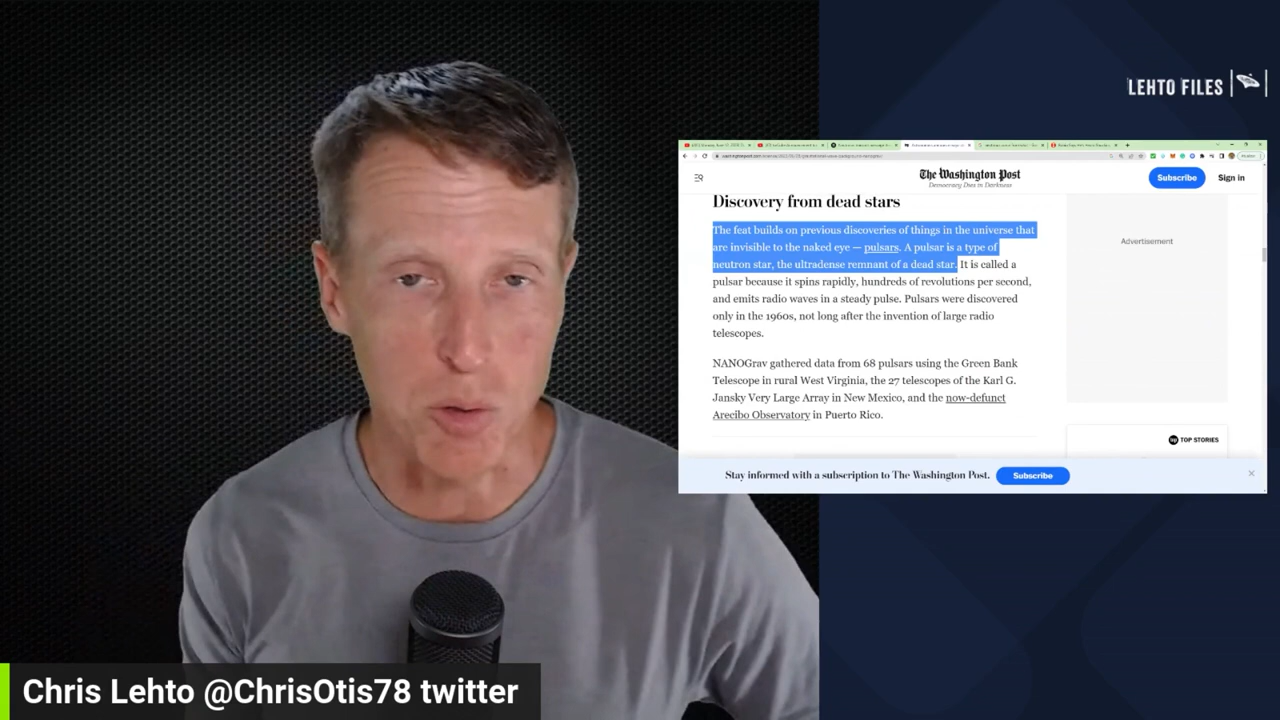 LEHTO FILES
The Washington Post
Democracy Dies in Darkness
Subscribe
Sign in
Discovery from dead stars
The feat builds on previous discoveries of things in the universe that
are invisible to the naked eye — pulsars. A pulsar is a type of
neutron star, the ultradense remnant of a dead star. It is called a
pulsar because it spins rapidly, hundreds of revolutions per second,
and emits radio waves in a steady pulse. Pulsars were discovered
only in the 1960s, not long after the invention of large radio
telescopes.
NANOGrav gathered data from 68 pulsars using the Green Bank
Telescope in rural West Virginia, the 27 telescopes of the Karl G.
Jansky Very Large Array in New Mexico, and the now-defunct
Arecibo Observatory in Puerto Rico.
Advertisement
wp TOP STORIES
Stay informed with a subscription to The Washington Post.
Subscribe
Chris Lehto @ChrisOtis78 twitter